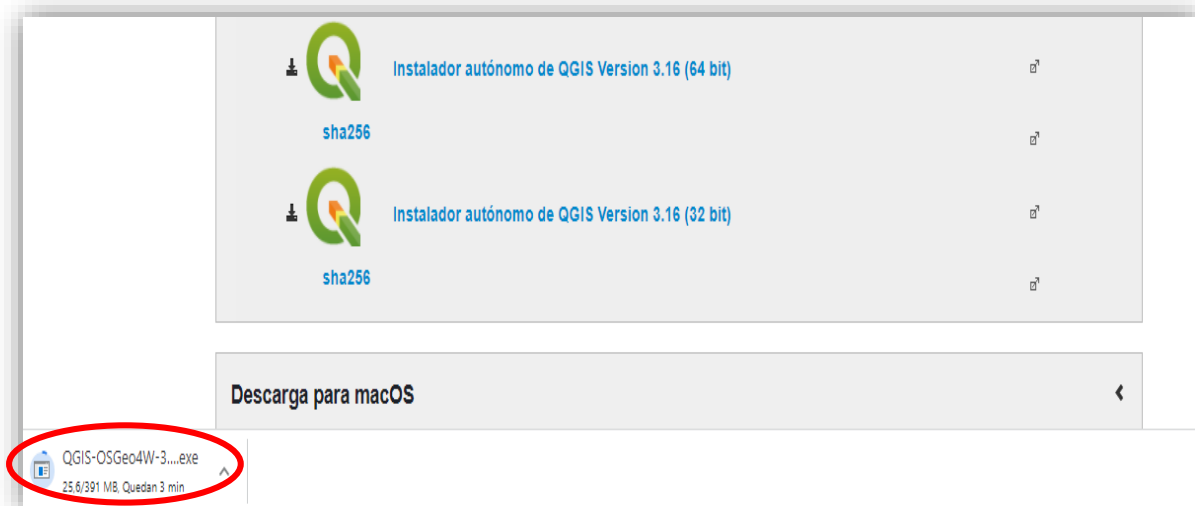 Instalador autónomo de QGIS Version 3.16 (64 bit)
sha256
Instalador autónomo de QGIS Version 3.16 (32 bit)
sha256
Descarga para macOS
QGIS-OSGeo4W-3....exe
25,6/391 MB, Quedan 3 min